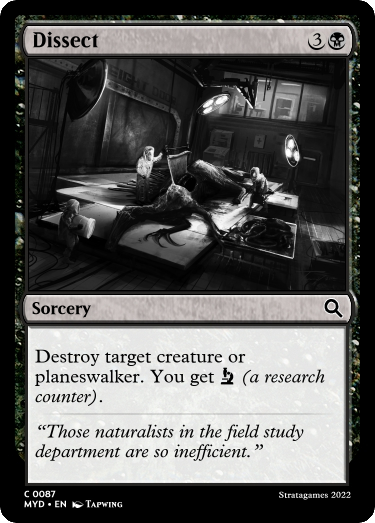 Dissect 3
Sorcery
Destroy target creature or
planeswalker. You get (a research
counter).
“Those naturalists in the field study
department are so inefficient.”
C 0087
MYD • EN TAPWING
Stratagames 2022